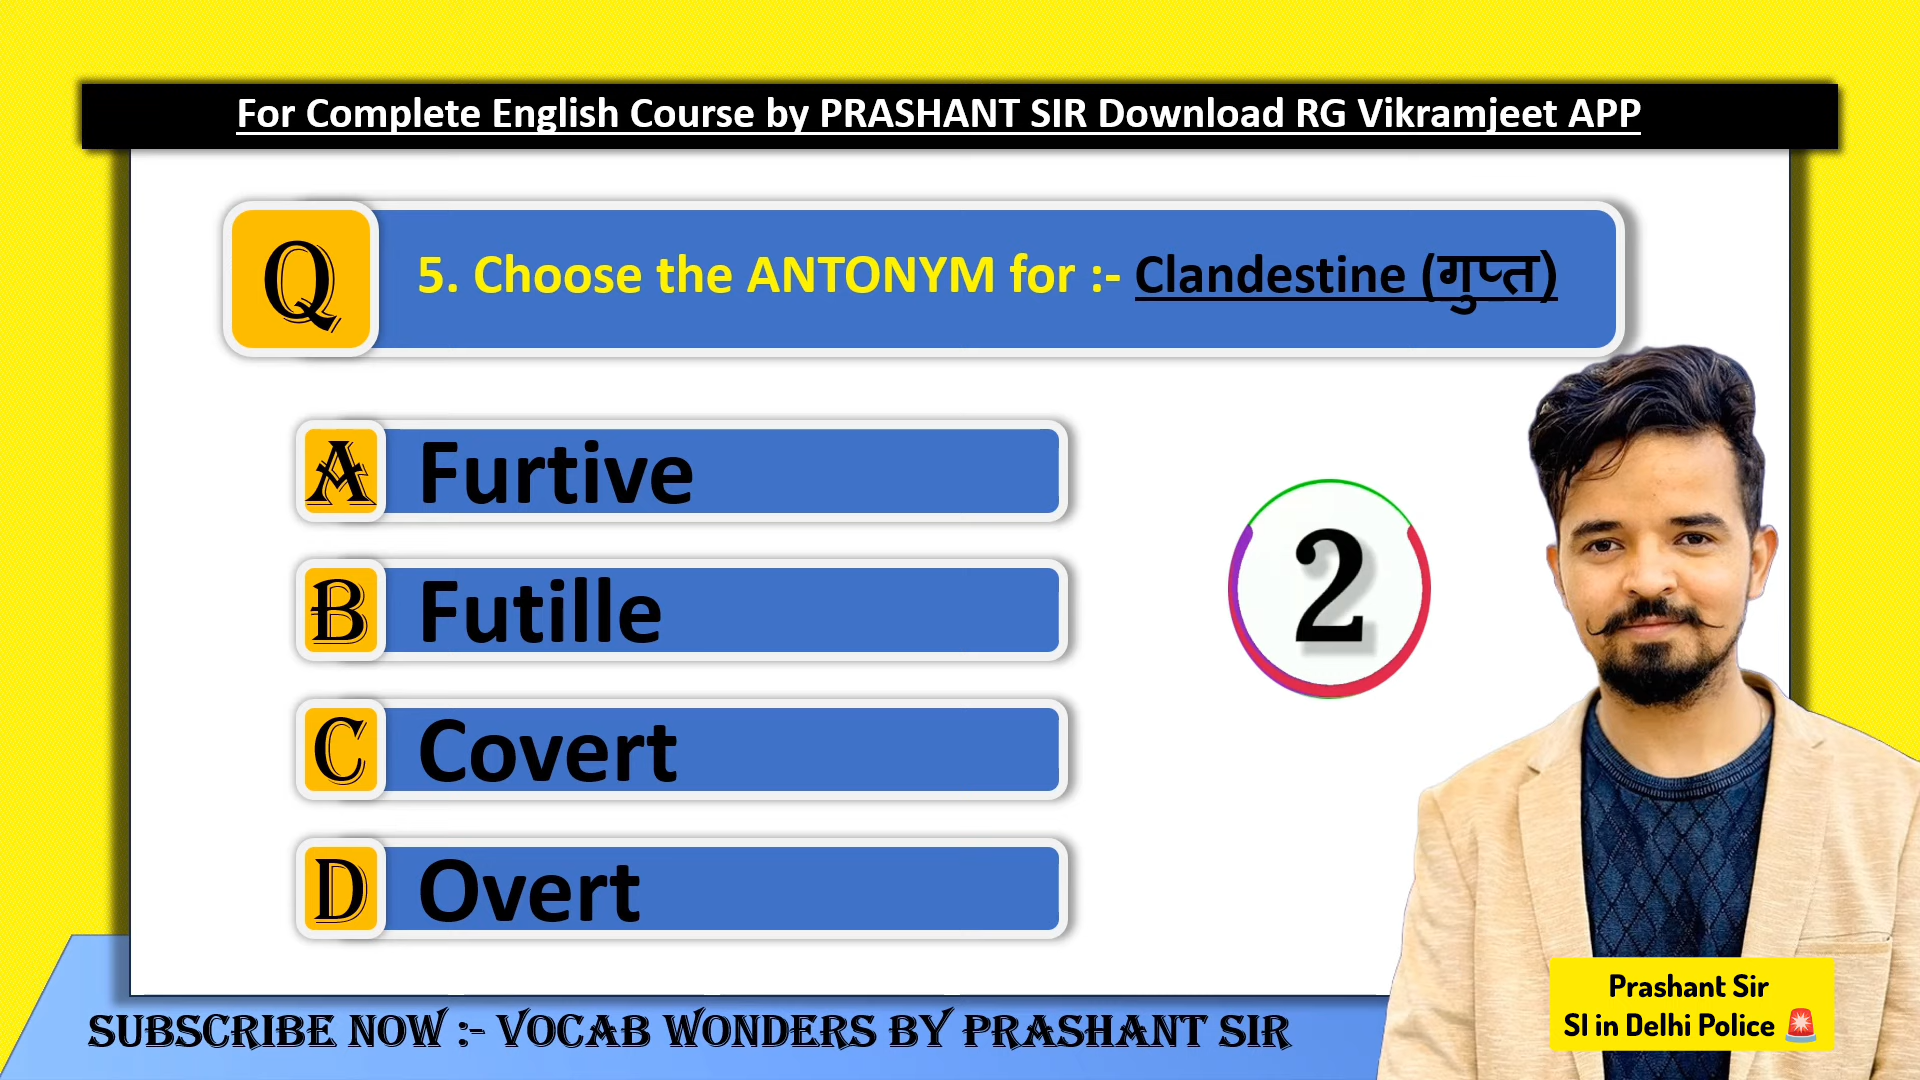 For Complete English Course by PRASHANT SIR Download RG Vikramjeet APP
Q
5. Choose the ANTONYM for :- Clandestine (गुप्त)
A Furtive
B Futille
2
C Covert
D Overt
Prashant Sir
SI in Delhi Police 🚨
SUBSCRIBE NOW :- VOCAB WONDERS BY PRASHANT SIR